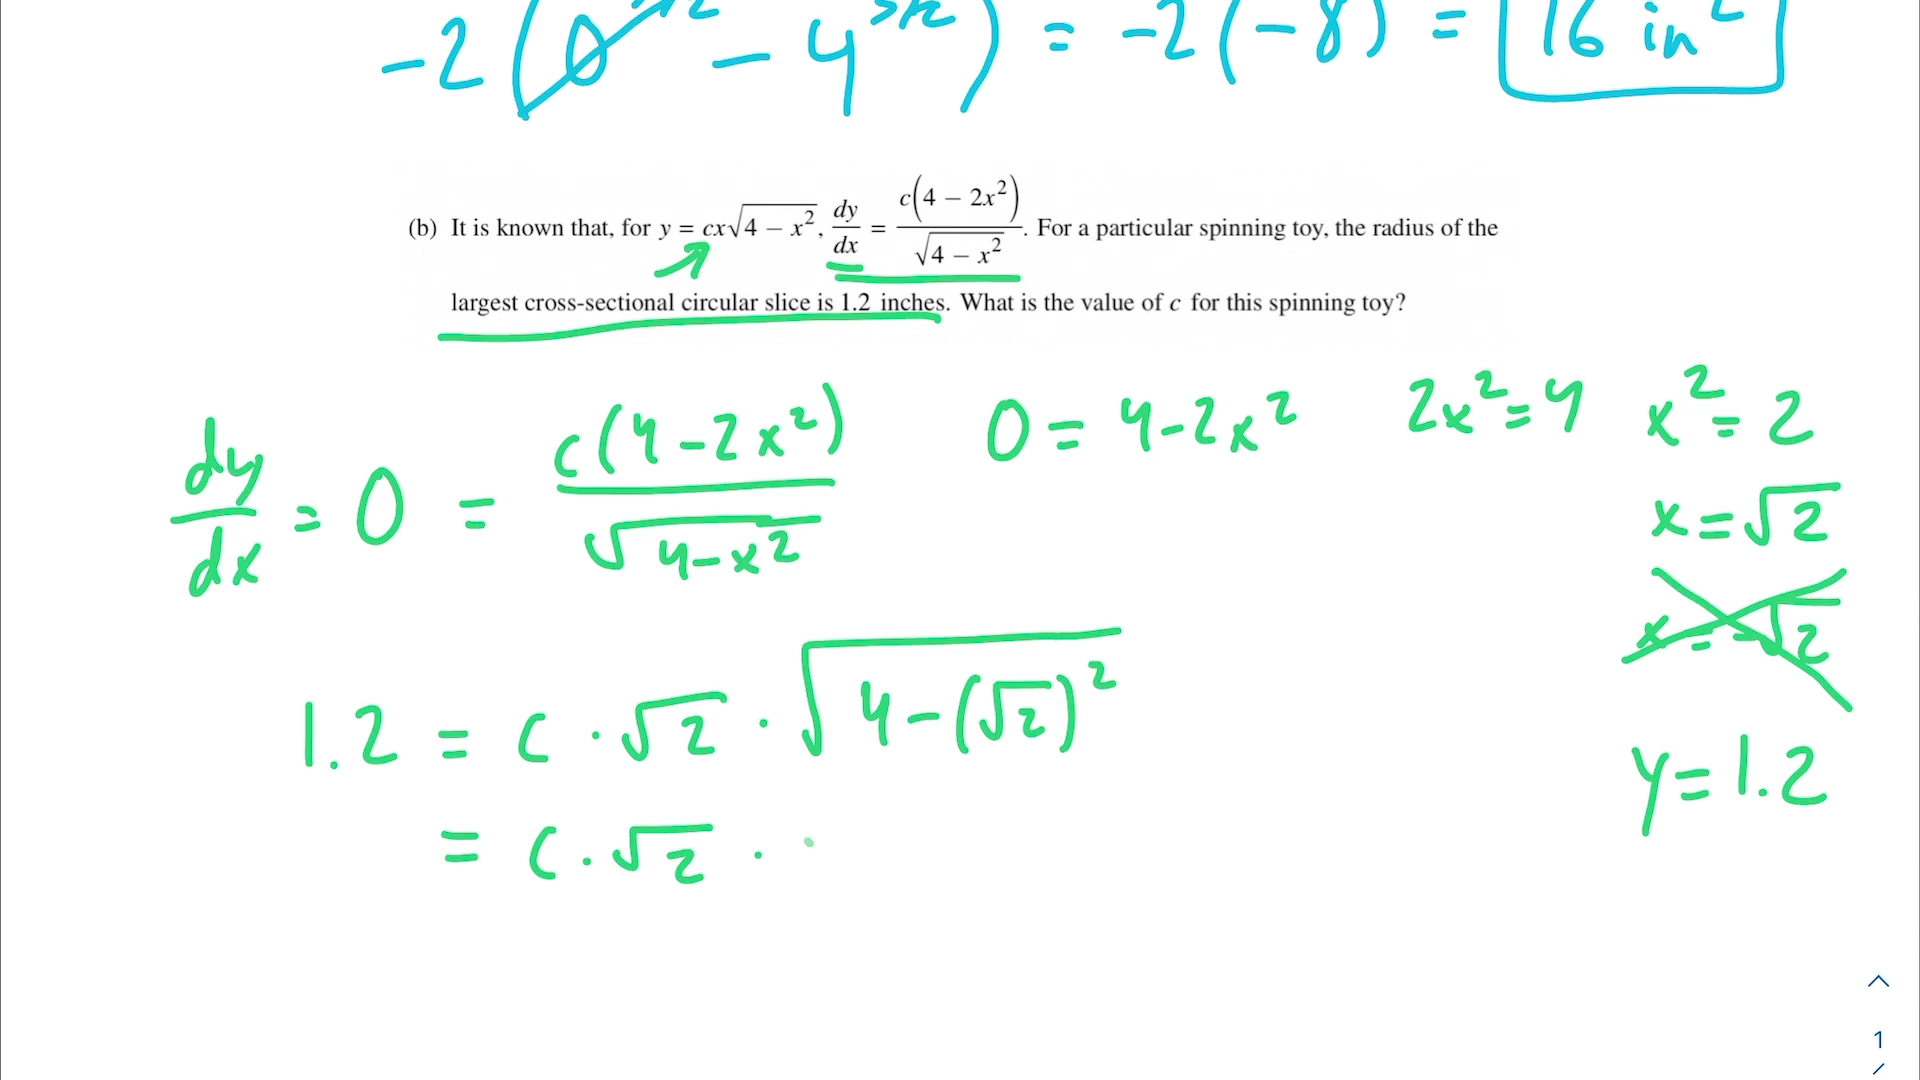 -2(0^3/2 - 4^3/2) = -2(-8) = 16 in^2
(b) It is known that, for y = cx√(4 − x²), dy/dx = c(4 − 2x²)/√(4 − x²). For a particular spinning toy, the radius of the
largest cross-sectional circular slice is 1.2 inches. What is the value of c for this spinning toy?
dy/dx = 0 = c(4-2x²)/√(4-x²)
0 = 4-2x² 2x²=4 x²=2
x=√2
x=-√2
1.2 = c·√2·√(4-(√2)²)
y=1.2
= c·√2·
1